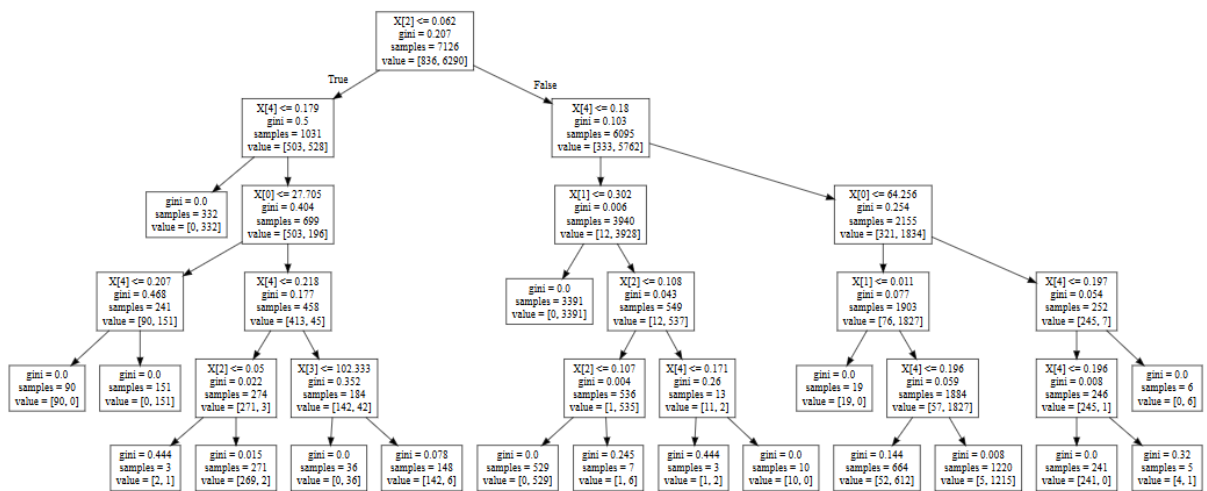 X[2] <= 0.062
gini = 0.207
samples = 7126
value = [836, 6290]
True
False
X[4] <= 0.179
gini = 0.5
samples = 1031
value = [503, 528]
X[4] <= 0.18
gini = 0.103
samples = 6095
value = [333, 5762]
gini = 0.0
samples = 332
value = [0, 332]
X[0] <= 27.705
gini = 0.404
samples = 699
value = [503, 196]
X[1] <= 0.302
gini = 0.006
samples = 3940
value = [12, 3928]
X[0] <= 64.256
gini = 0.254
samples = 2155
value = [321, 1834]
X[4] <= 0.207
gini = 0.468
samples = 241
value = [90, 151]
X[4] <= 0.218
gini = 0.177
samples = 458
value = [413, 45]
gini = 0.0
samples = 3391
value = [0, 3391]
X[2] <= 0.108
gini = 0.043
samples = 549
value = [12, 537]
X[1] <= 0.011
gini = 0.077
samples = 1903
value = [76, 1827]
X[4] <= 0.197
gini = 0.054
samples = 252
value = [245, 7]
gini = 0.0
samples = 90
value = [90, 0]
gini = 0.0
samples = 151
value = [0, 151]
X[2] <= 0.05
gini = 0.022
samples = 274
value = [271, 3]
X[3] <= 102.333
gini = 0.352
samples = 184
value = [142, 42]
X[2] <= 0.107
gini = 0.004
samples = 536
value = [1, 535]
X[4] <= 0.171
gini = 0.26
samples = 13
value = [11, 2]
gini = 0.0
samples = 19
value = [19, 0]
X[4] <= 0.196
gini = 0.059
samples = 1884
value = [57, 1827]
X[4] <= 0.196
gini = 0.008
samples = 246
value = [245, 1]
gini = 0.0
samples = 6
value = [0, 6]
gini = 0.444
samples = 3
value = [2, 1]
gini = 0.015
samples = 271
value = [269, 2]
gini = 0.0
samples = 36
value = [0, 36]
gini = 0.078
samples = 148
value = [142, 6]
gini = 0.0
samples = 529
value = [0, 529]
gini = 0.245
samples = 7
value = [1, 6]
gini = 0.444
samples = 3
value = [1, 2]
gini = 0.0
samples = 10
value = [10, 0]
gini = 0.144
samples = 664
value = [52, 612]
gini = 0.008
samples = 1220
value = [5, 1215]
gini = 0.0
samples = 241
value = [241, 0]
gini = 0.32
samples = 5
value = [4, 1]